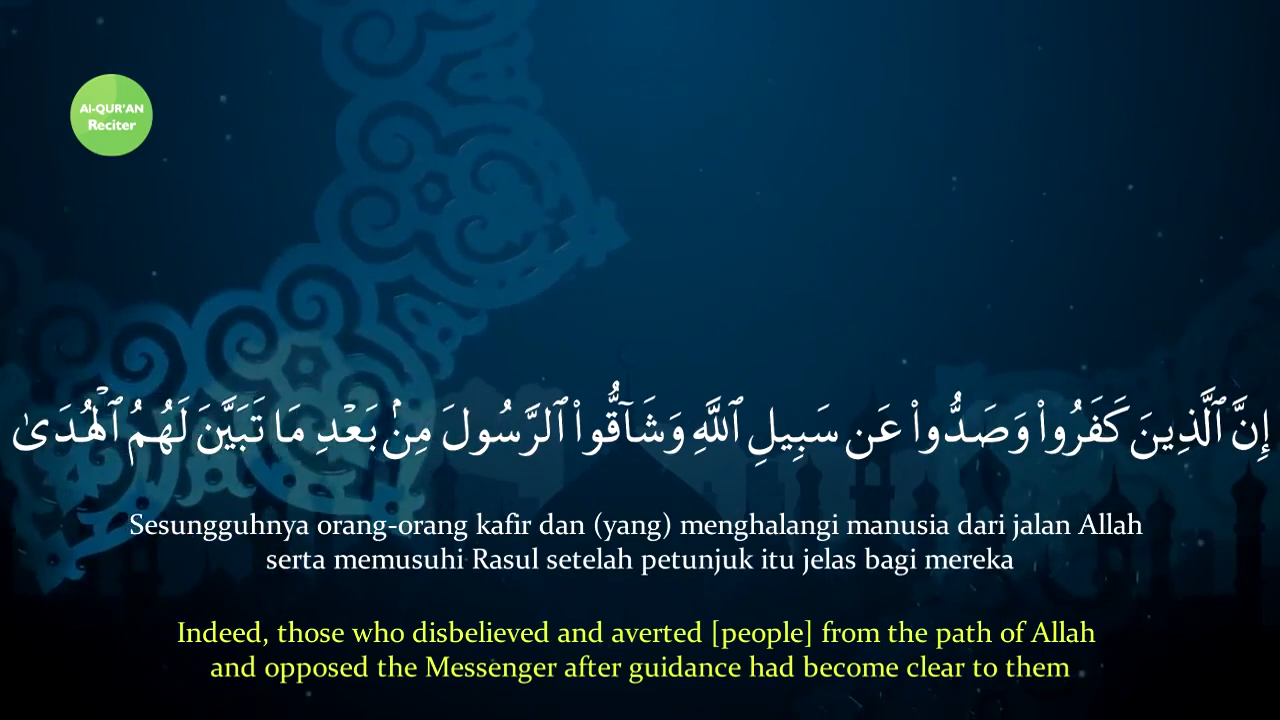 Al-QUR'AN
Reciter
إِنَّ ٱلَّذِينَ كَفَرُوا۟ وَصَدُّوا۟ عَن سَبِيلِ ٱللَّهِ وَشَآقُّوا۟ ٱلرَّسُولَ مِنۢ بَعْدِ مَا تَبَيَّنَ لَهُمُ ٱلْهُدَىٰ
Sesungguhnya orang-orang kafir dan (yang) menghalangi manusia dari jalan Allah
serta memusuhi Rasul setelah petunjuk itu jelas bagi mereka
Indeed, those who disbelieved and averted [people] from the path of Allah
and opposed the Messenger after guidance had become clear to them